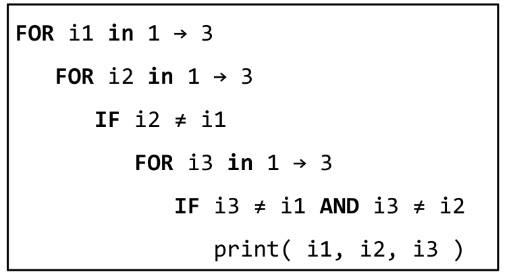 FOR i1 in 1 → 3
FOR i2 in 1 → 3
IF i2 ≠ i1
FOR i3 in 1 → 3
IF i3 ≠ i1 AND i3 ≠ i2
print( i1, i2, i3 )